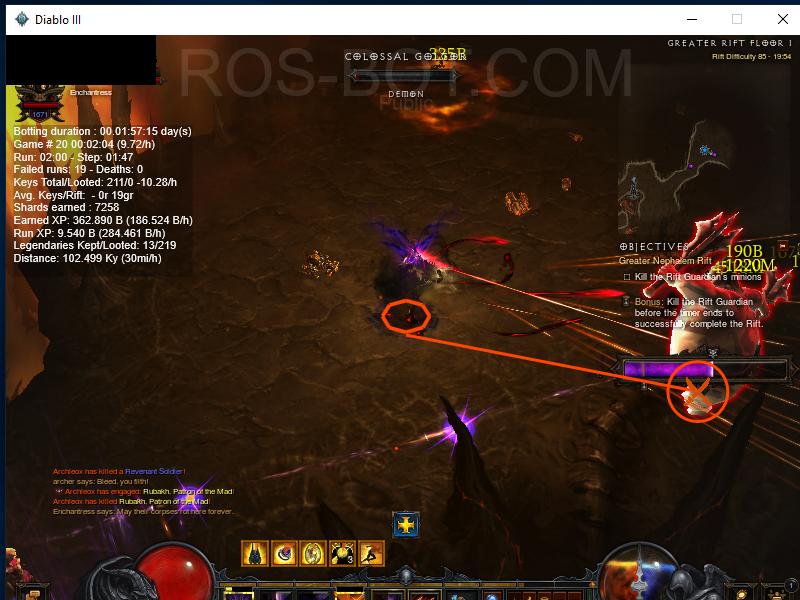 Diablo III
ROS-BOT.COM
Public
COLOSSAL GOLGOR
335B
DEMON
GREATER RIFT FLOOR 1
Rift Difficulty 85 - 19:54
Enchantress
1671
Botting duration : 00.01:57:15 day(s)
Game # 20 00:02:04 (9.72/h)
Run: 02:00 - Step: 01:47
Failed runs: 19 - Deaths: 0
Keys Total/Looted: 211/0 -10.28/h
Avg. Keys/Rift: - 0r 19gr
Shards earned : 7258
Earned XP: 362.890 B (186.524 B/h)
Run XP: 9.540 B (284.461 B/h)
Legendaries Kept/Looted: 13/219
Distance: 102.499 Ky (30mi/h)
OBJECTIVES
190B
1220M
Greater Nephalem Rift
Kill the Rift Guardian's minions
Bonus: Kill the Rift Guardian
before the timer ends to
successfully complete the Rift.
Archleox has killed a Revenant Soldier!
archer says: Bleed, you filth!
Archleox has engaged Rubakh, Patron of the Mad!
Archleox has killed Rubakh, Patron of the Mad!
Enchantress says: May their corpses rot here forever.
3
1